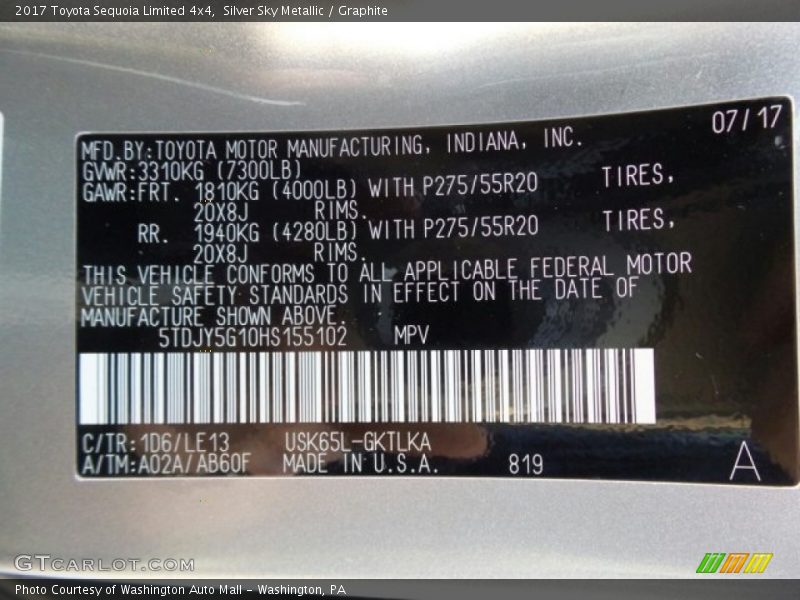 2017 Toyota Sequoia Limited 4x4,  Silver Sky Metallic / Graphite
07/17
MFD.BY:TOYOTA MOTOR MANUFACTURING, INDIANA, INC.
GVWR:3310KG (7300LB)
GAWR:FRT. 1810KG (4000LB) WITH P275/55R20 TIRES,
20X8J RIMS.
RR. 1940KG (4280LB) WITH P275/55R20 TIRES,
20X8J RIMS.
THIS VEHICLE CONFORMS TO ALL APPLICABLE FEDERAL MOTOR
VEHICLE SAFETY STANDARDS IN EFFECT ON THE DATE OF
MANUFACTURE SHOWN ABOVE.
5TDJY5G10HS155102 MPV
C/TR:1D6/LE13 USK65L-GKTLKA
A/TM:A02A/AB60F MADE IN U.S.A. 819 A
GTCARLOT.COM
Photo Courtesy of Washington Auto Mall - Washington, PA